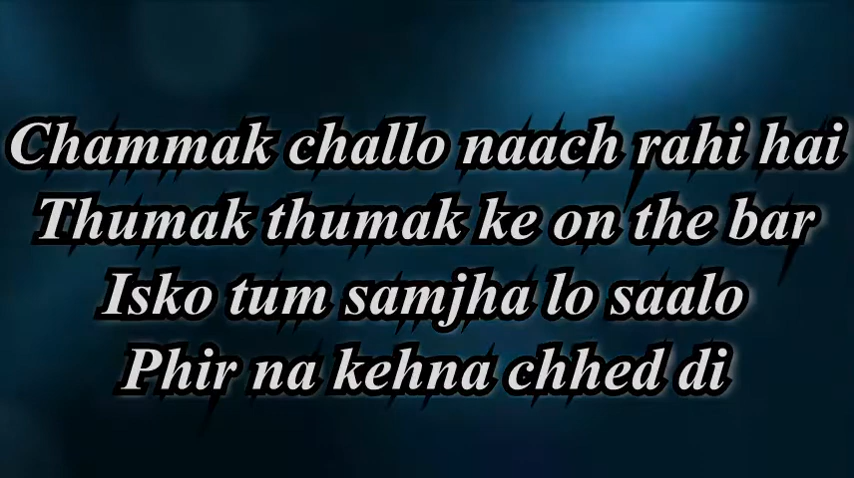 Chammak challo naach rahi hai
Thumak thumak ke on the bar
Isko tum samjha lo saalo
Phir na kehna chhed di